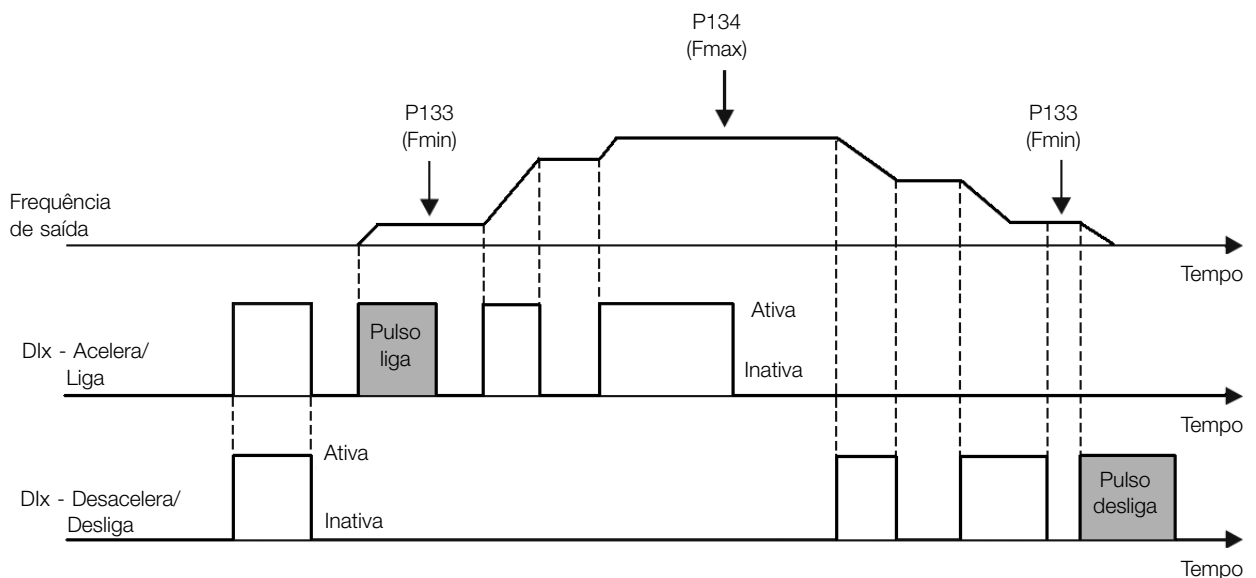 P134
(Fmax)
P133
(Fmin)
P133
(Fmin)
Frequência
de saída
Tempo
Ativa
Pulso
liga
DIx - Acelera/
Liga
Inativa
Tempo
Ativa
DIx - Desacelera/
Desliga
Inativa
Pulso
desliga
Tempo